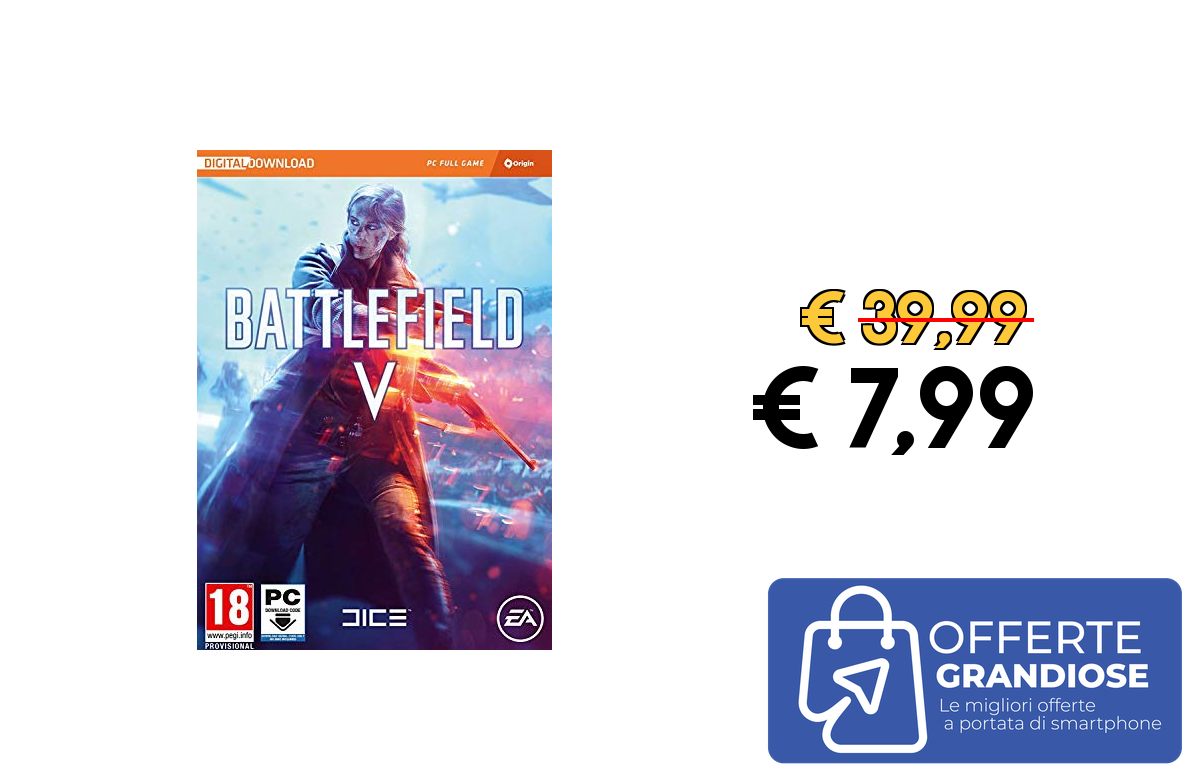 DIGITAL DOWNLOAD
PC FULL GAME
Origin
BATTLEFIELD
V
18
www.pegi.info
PROVISIONAL
PC
DOWNLOAD CODE
DICE
EA
€ 39,99
€ 7,99
OFFERTE
GRANDIOSE
Le migliori offerte
a portata di smartphone